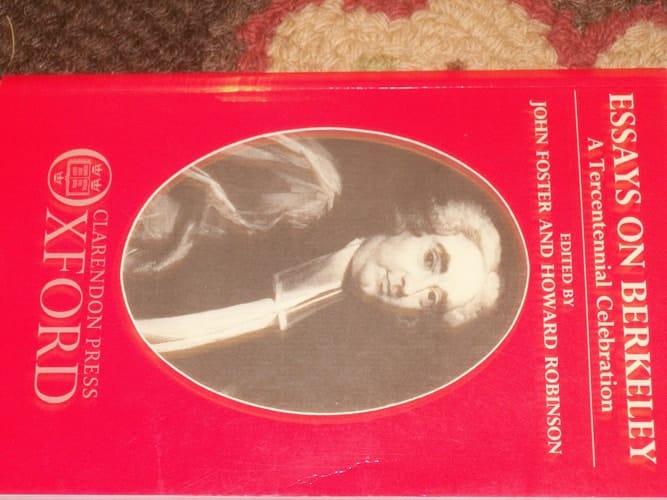 ESSAYS ON BERKELEY
A Tercentennial Celebration
EDITED BY
JOHN FOSTER AND HOWARD ROBINSON
CLARENDON PRESS
OXFORD